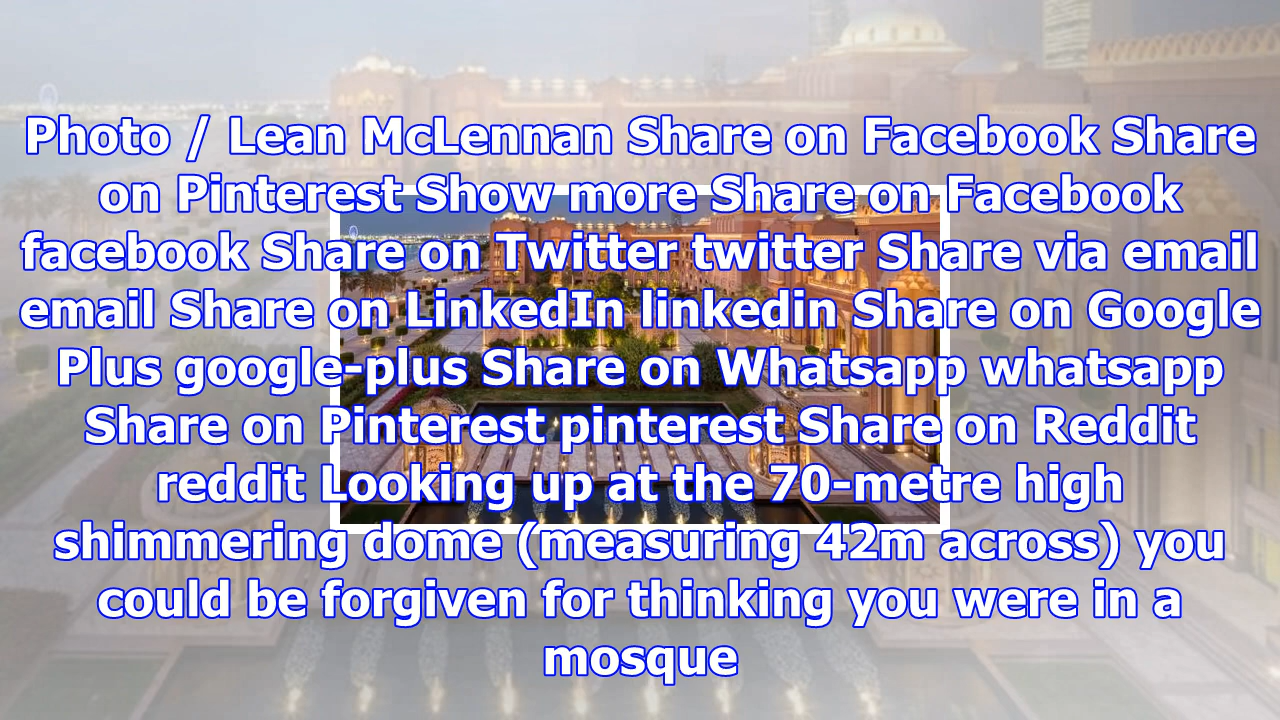 Photo / Lean McLennan Share on Facebook Share
on Pinterest Show more Share on Facebook
facebook Share on Twitter twitter Share via email
email Share on LinkedIn linkedin Share on Google
Plus google-plus Share on Whatsapp whatsapp
Share on Pinterest pinterest Share on Reddit
reddit Looking up at the 70-metre high
shimmering dome (measuring 42m across) you
could be forgiven for thinking you were in a
mosque